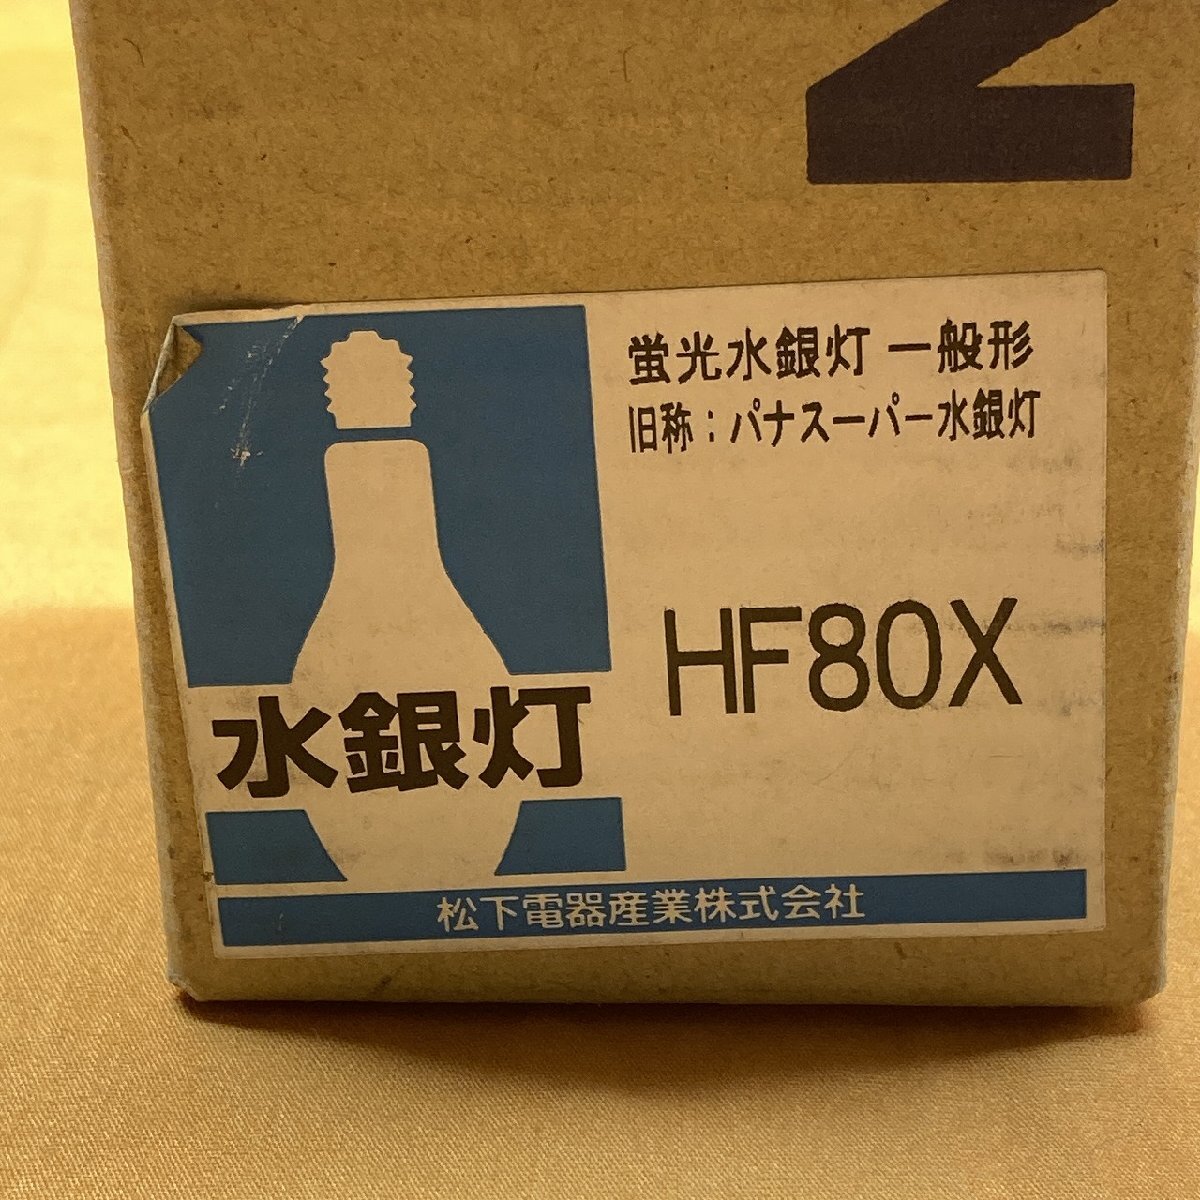 蛍光水銀灯 一般形
旧称：パナスーパー水銀灯
HF80X
水銀灯
松下電器産業株式会社